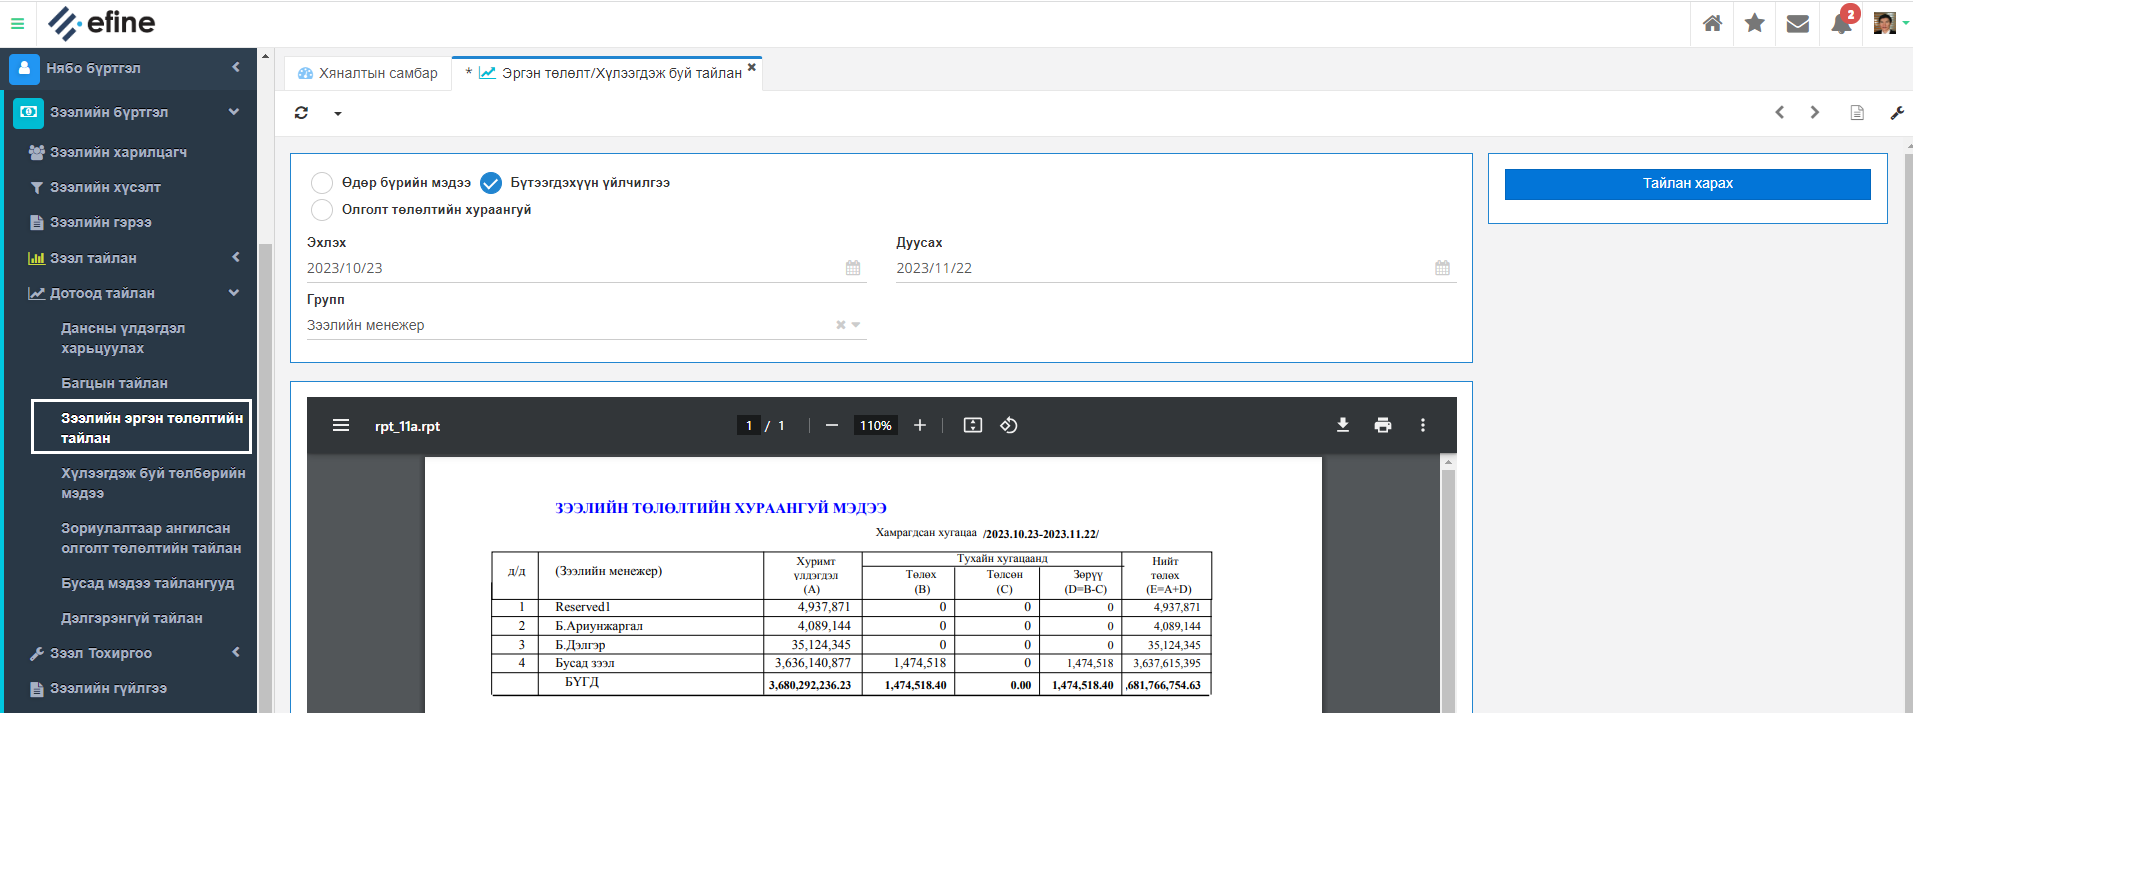 efine
2
Нябо бүртгэл
Зээлийн бүртгэл
Зээлийн харилцагч
Зээлийн хүсэлт
Зээлийн гэрээ
Зээл тайлан
Дотоод тайлан
Дансны үлдэгдэл
харьцуулах
Багцын тайлан
Зээлийн эргэн төлөлтийн
тайлан
Хүлээгдэж буй төлбөрийн
мэдээ
Зориулалтаар ангилсан
олголт төлөлтийн тайлан
Бусад мэдээ тайлангууд
Дэлгэрэнгүй тайлан
Зээл Тохиргоо
Зээлийн гүйлгээ
Хяналтын самбар
* Эргэн төлөлт/Хүлээгдэж буй тайлан
Өдөр бүрийн мэдээ Бүтээгдэхүүн үйлчилгээ
Олголт төлөлтийн хураангуй
Эхлэх Дуусах
2023/10/23 2023/11/22
Групп
Зээлийн менежер
Тайлан харах
rpt_11a.rpt 1 / 1 110%
ЗЭЭЛИЙН ТӨЛӨЛТИЙН ХУРААНГУЙ МЭДЭЭ
Хамрагдсан хугацаа /2023.10.23-2023.11.22/
д/д (Зээлийн менежер) Хуримт үлдэгдэл (A) Тухайн хугацаанд Төлөх (B) Төлсөн (C) Зөрүү (D=B-C) Нийт төлөх (E=A+D)
1 Reserved1 4,937,871 0 0 0 4,937,871
2 Б.Ариунжаргал 4,089,144 0 0 0 4,089,144
3 Б.Дэлгэр 35,124,345 0 0 0 35,124,345
4 Бусад зээл 3,636,140,877 1,474,518 0 1,474,518 3,637,615,395
БҮГД 3,680,292,236.23 1,474,518.40 0.00 1,474,518.40 ,681,766,754.63